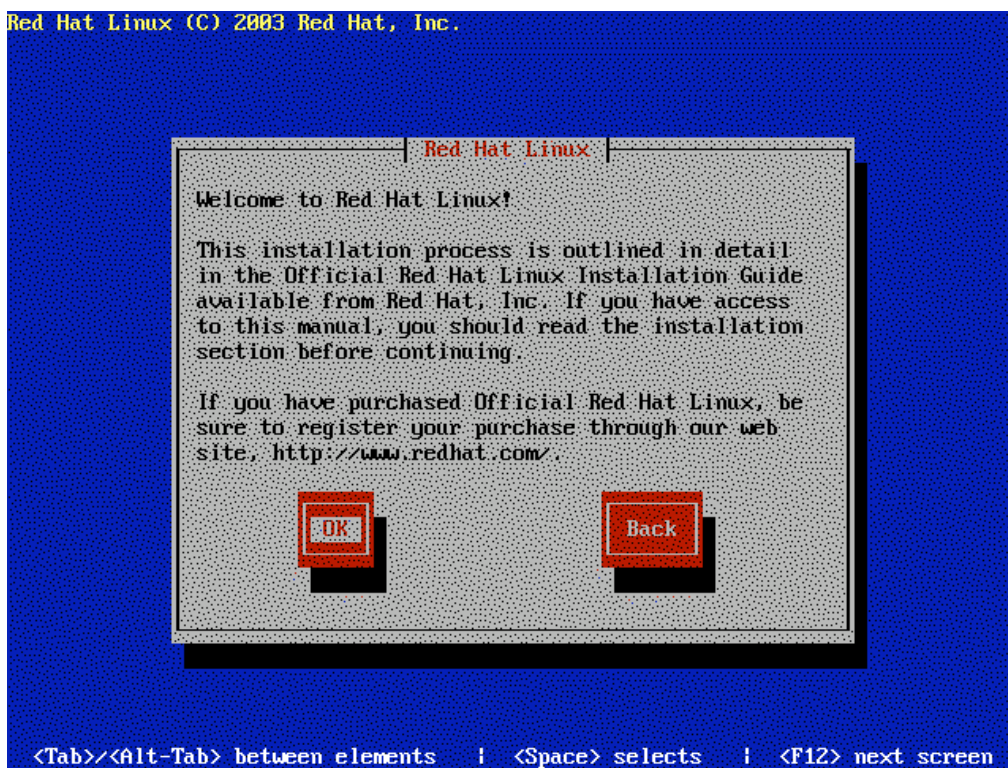 Red Hat Linux (C) 2003 Red Hat, Inc.
Red Hat Linux
Welcome to Red Hat Linux!
This installation process is outlined in detail
in the Official Red Hat Linux Installation Guide
available from Red Hat, Inc. If you have access
to this manual, you should read the installation
section before continuing.
If you have purchased Official Red Hat Linux, be
sure to register your purchase through our web
site, http://www.redhat.com/.
OK Back
<Tab>/<Alt-Tab> between elements | <Space> selects | <F12> next screen